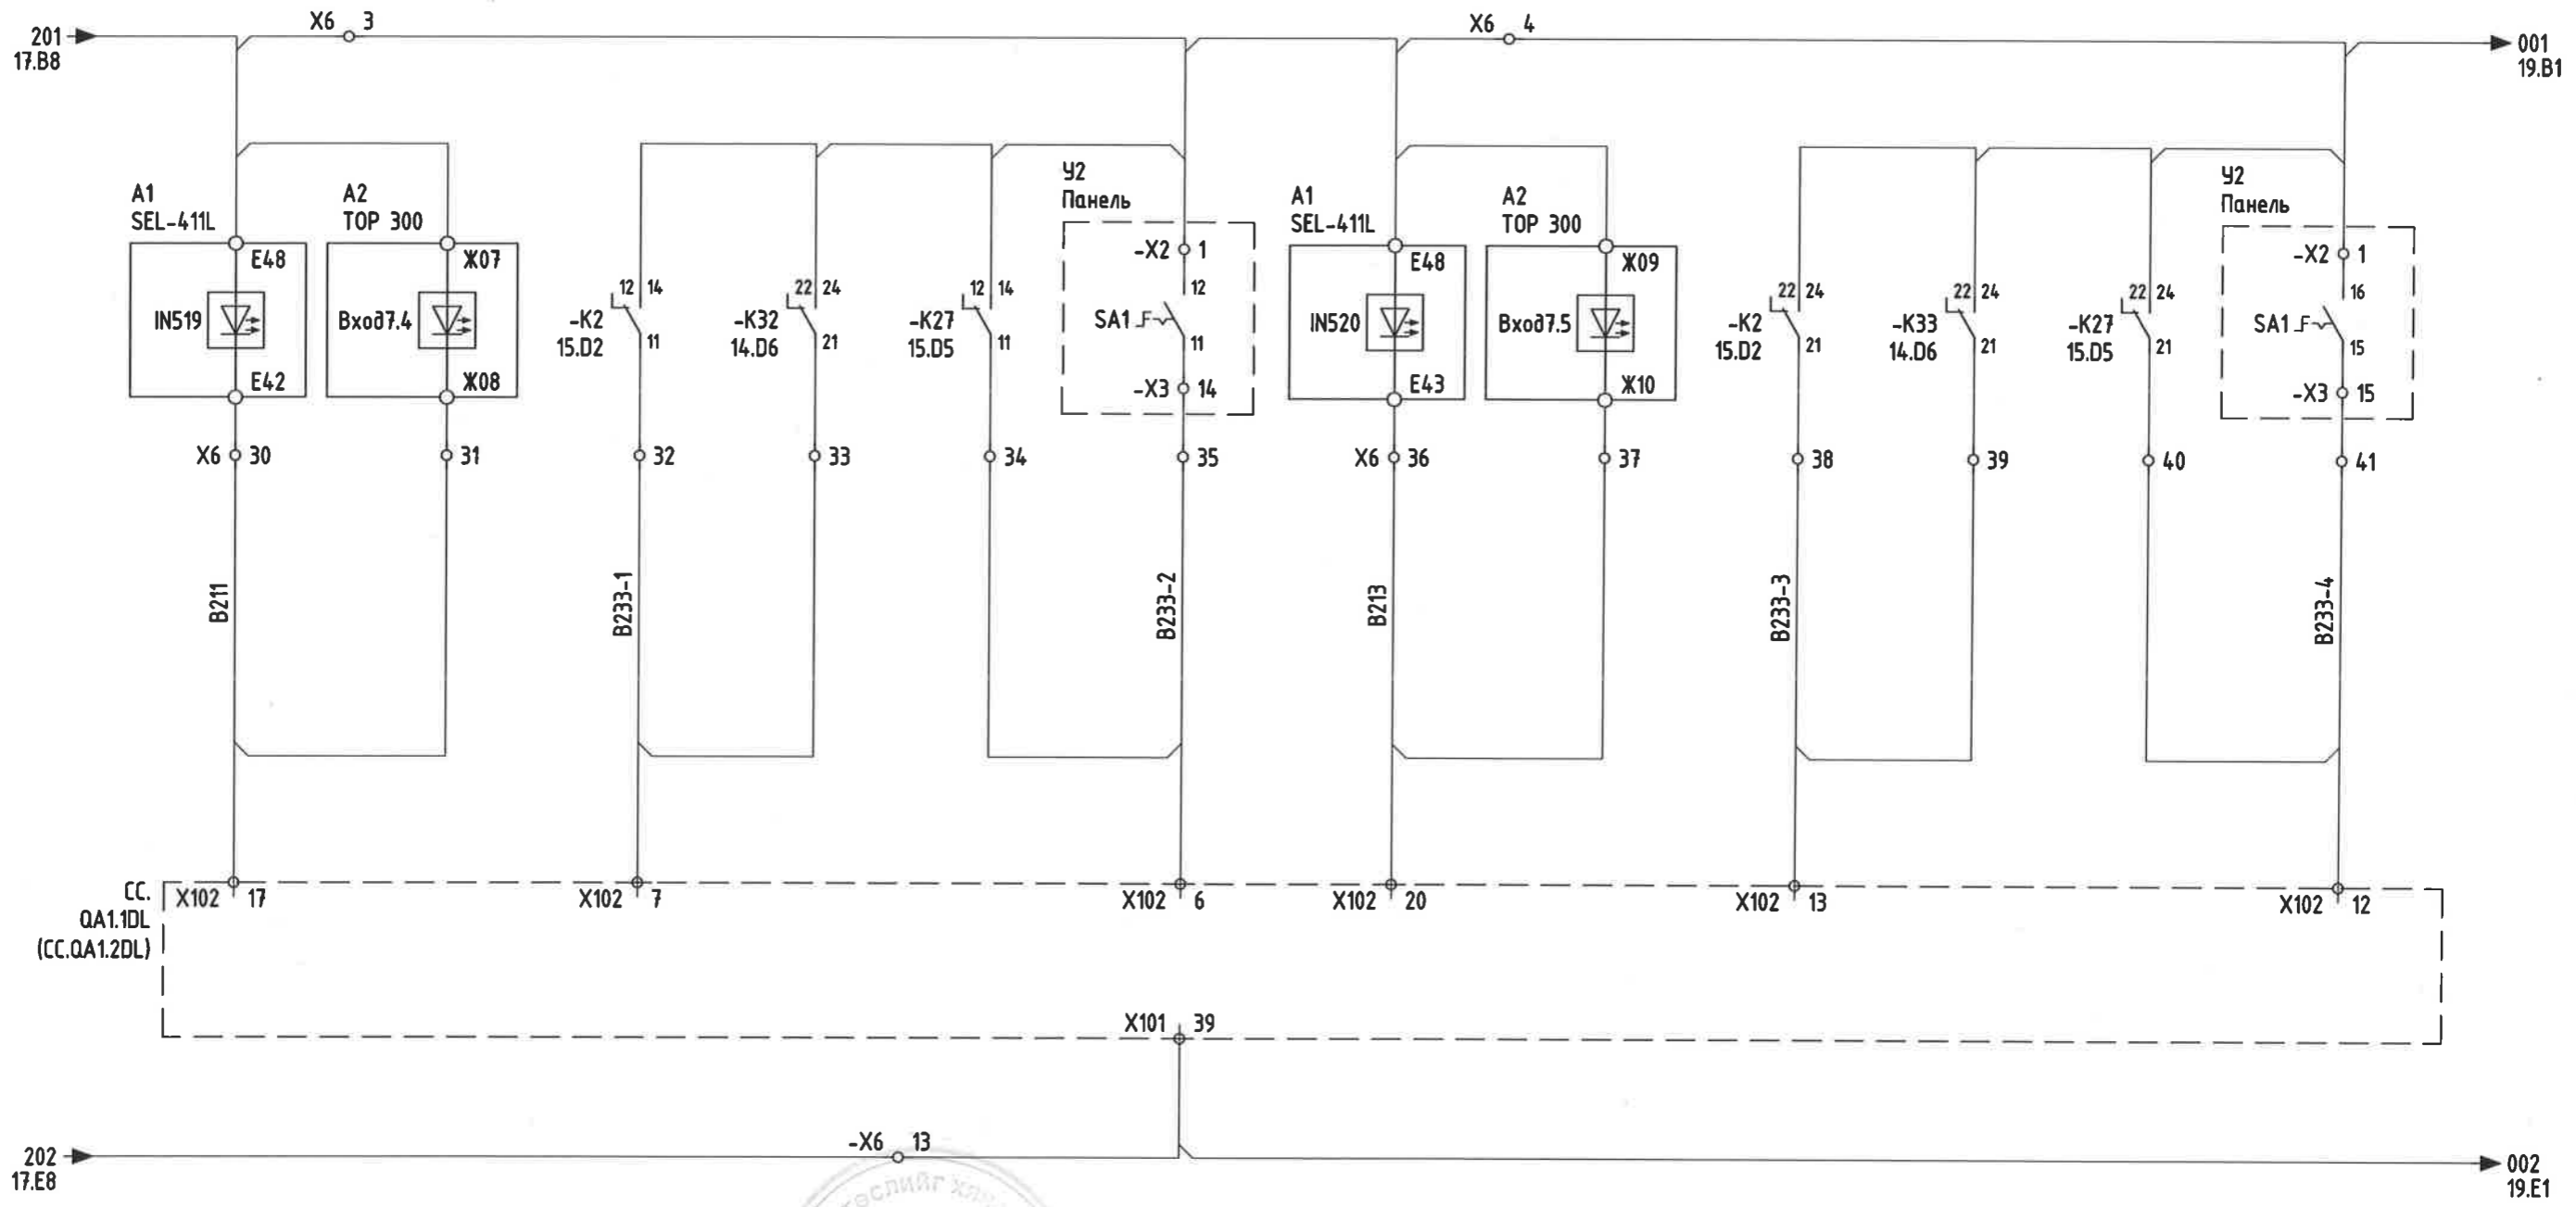 X6 3
X6 4
201
17.B8
001
19.B1
A1
SEL-411L
A2
TOP 300
У2
Панель
A1
SEL-411L
A2
TOP 300
У2
Панель
E48
Ж07
-X2 1
E48
Ж09
-X2 1
12 14
22 24
12 14
12
22 24
22 24
22 24
16
IN519
Вход7.4
-K2
15.D2
11
-K32
14.D6
21
-K27
15.D5
11
SA1
11
IN520
Вход7.5
-K2
15.D2
21
-K33
14.D6
21
-K27
15.D5
21
SA1
15
E42
Ж08
-X3 14
E43
Ж10
-X3 15
X6 30
31
32
33
34
35
X6 36
37
38
39
40
41
B211
B233-1
B233-2
B213
B233-3
B233-4
CC.
QA1.1DL
(CC.QA1.2DL)
X102 17
X102 7
X102 6
X102 20
X102 13
X102 12
X101 39
-X6 13
202
17.E8
002
19.E1